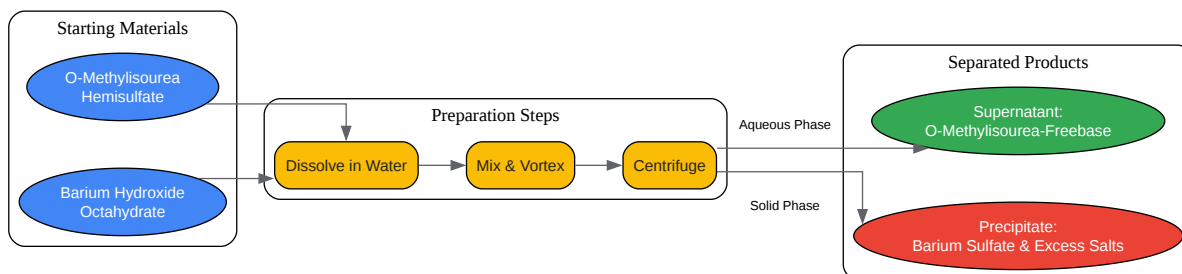 Starting Materials
O-Methylisourea
Hemisulfate
Barium Hydroxide
Octahydrate
Preparation Steps
Dissolve in Water
Mix & Vortex
Centrifuge
Aqueous Phase
Solid Phase
Separated Products
Supernatant:
O-Methylisourea-Freebase
Precipitate:
Barium Sulfate & Excess Salts